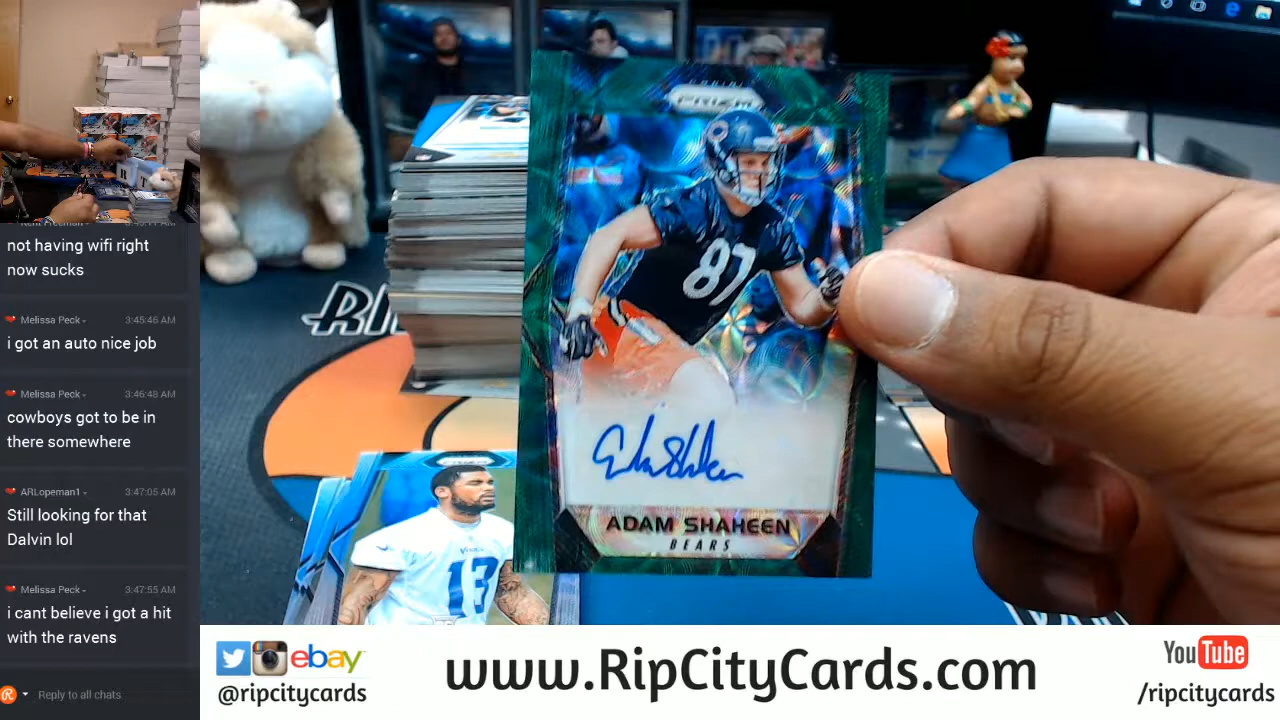 not having wifi right
now sucks
Melissa Peck
3:45:46 AM
i got an auto nice job
Melissa Peck
3:46:48 AM
cowboys got to be in
there somewhere
ARLopeman1
3:47:05 AM
Still looking for that
Dalvin lol
Melissa Peck
3:47:55 AM
i cant believe i got a hit
with the ravens
Reply to all chats
PANINI
PRIZM
87
ADAM SHAHEEN
BEARS
PRIZM
13
ebay
@ripcitycards
www.RipCityCards.com
YouTube
/ripcitycards